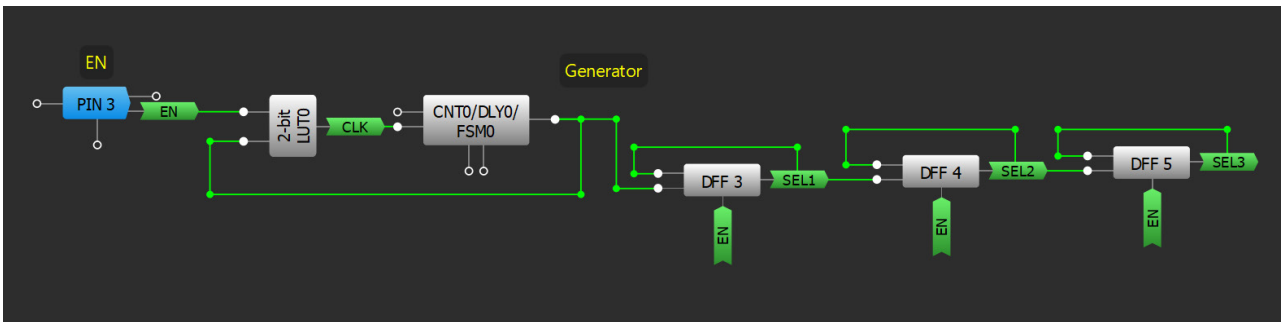 EN
Generator
PIN 3
EN
2-bit
LUT0
CLK
CNT0/DLY0/
FSM0
DFF 3
SEL1
DFF 4
SEL2
DFF 5
SEL3
EN
EN
EN